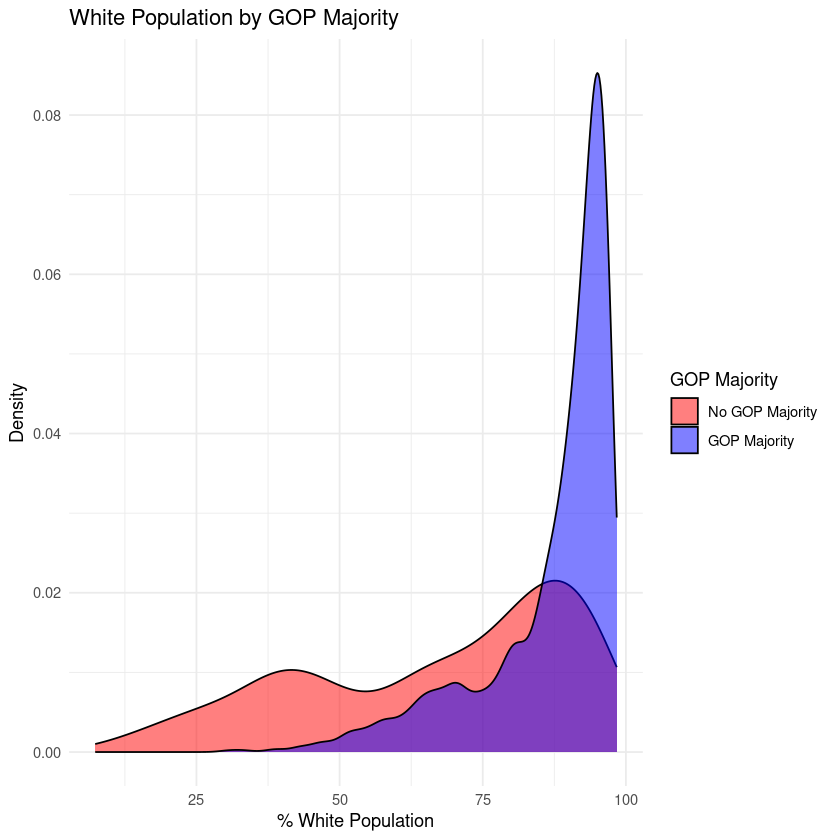 White Population by GOP Majority
0.08
0.06
0.04
0.02
0.00
Density
25 50 75 100
% White Population
GOP Majority
No GOP Majority
GOP Majority